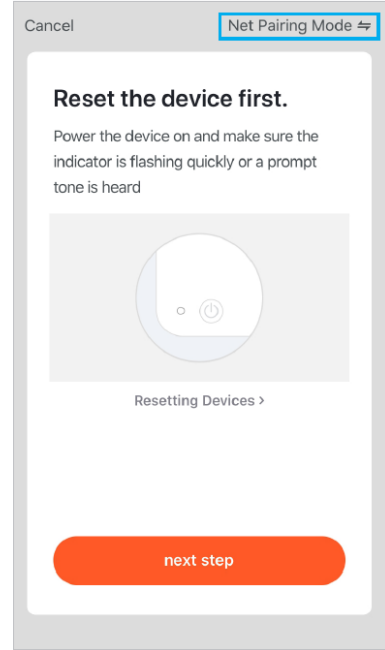 Cancel
Net Pairing Mode ⇋
Reset the device first.
Power the device on and make sure the
indicator is flashing quickly or a prompt
tone is heard
Resetting Devices >
next step